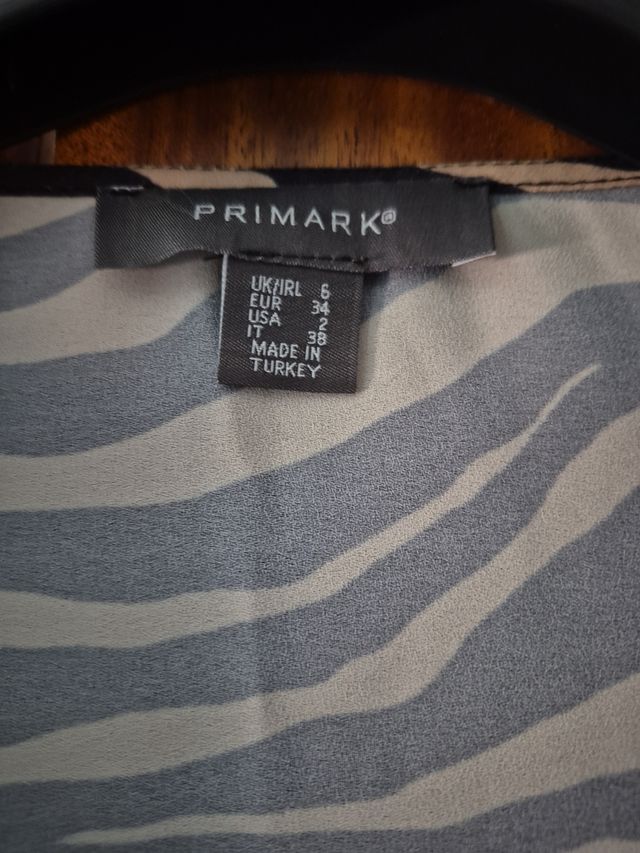 PRIMARK®
UK/IRL 6
EUR 34
USA 2
IT 38
MADE IN
TURKEY